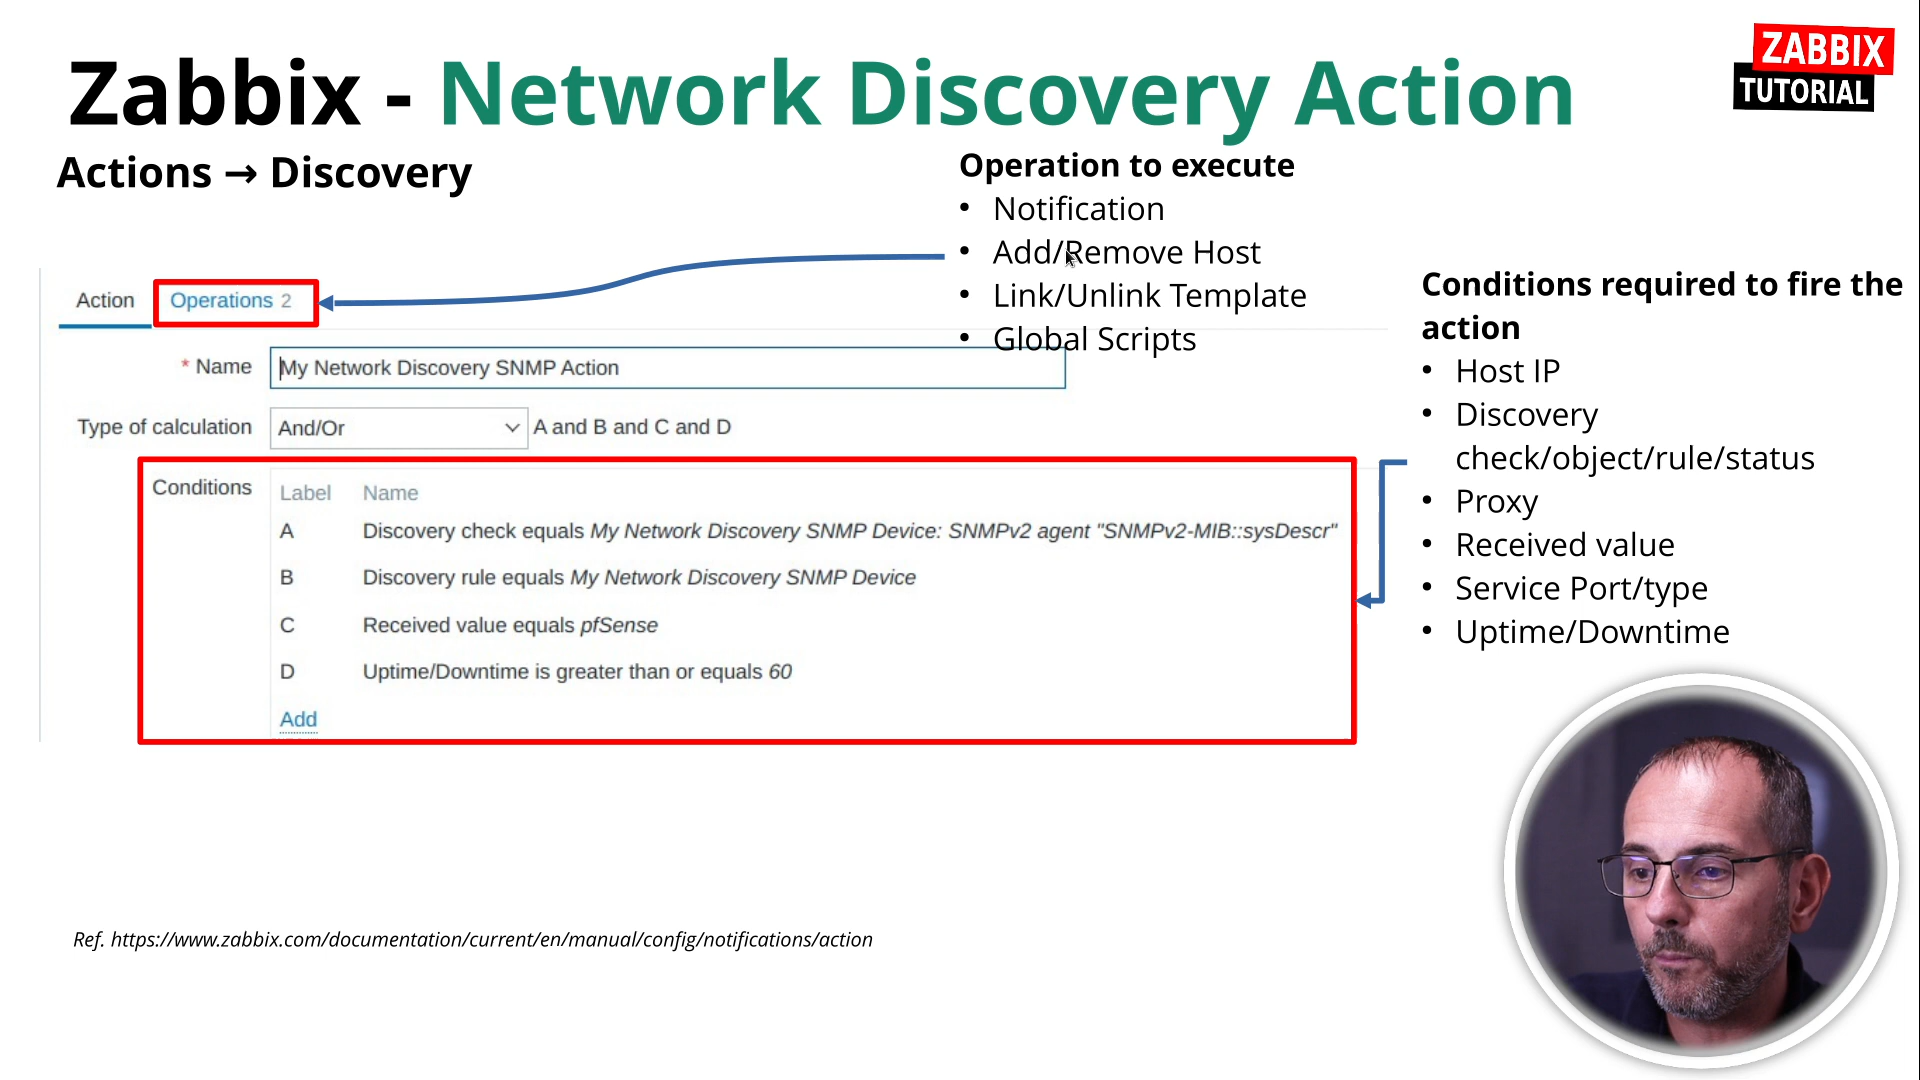 ZABBIX
TUTORIAL
Zabbix - Network Discovery Action
Actions → Discovery
Operation to execute
• Notification
• Add/Remove Host
• Link/Unlink Template
• Global Scripts
Conditions required to fire the
action
• Host IP
• Discovery
check/object/rule/status
• Proxy
• Received value
• Service Port/type
• Uptime/Downtime
Action Operations 2
* Name My Network Discovery SNMP Action
Type of calculation And/Or A and B and C and D
Conditions Label Name
A Discovery check equals My Network Discovery SNMP Device: SNMPv2 agent "SNMPv2-MIB::sysDescr"
B Discovery rule equals My Network Discovery SNMP Device
C Received value equals pfSense
D Uptime/Downtime is greater than or equals 60
Add
Ref. https://www.zabbix.com/documentation/current/en/manual/config/notifications/action